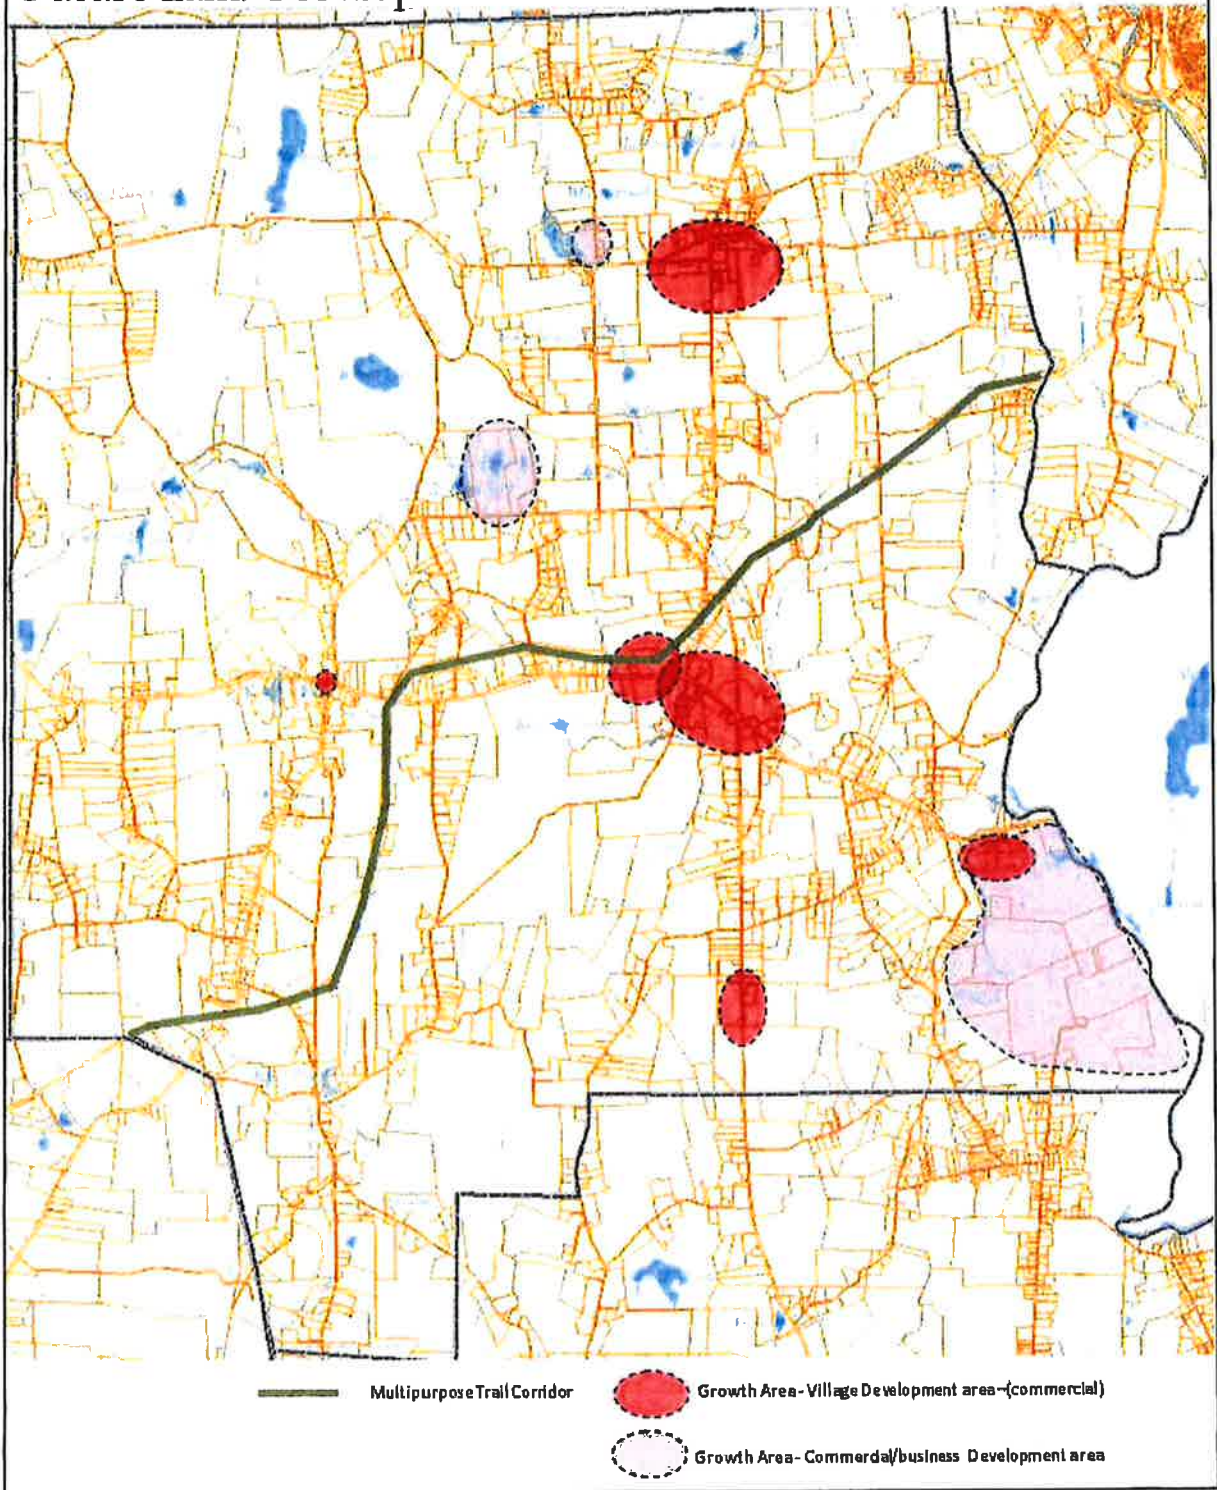 Multipurpose Trail Corridor
Growth Area- Village Development area--(commercial)
Growth Area- Commercial/business Development area